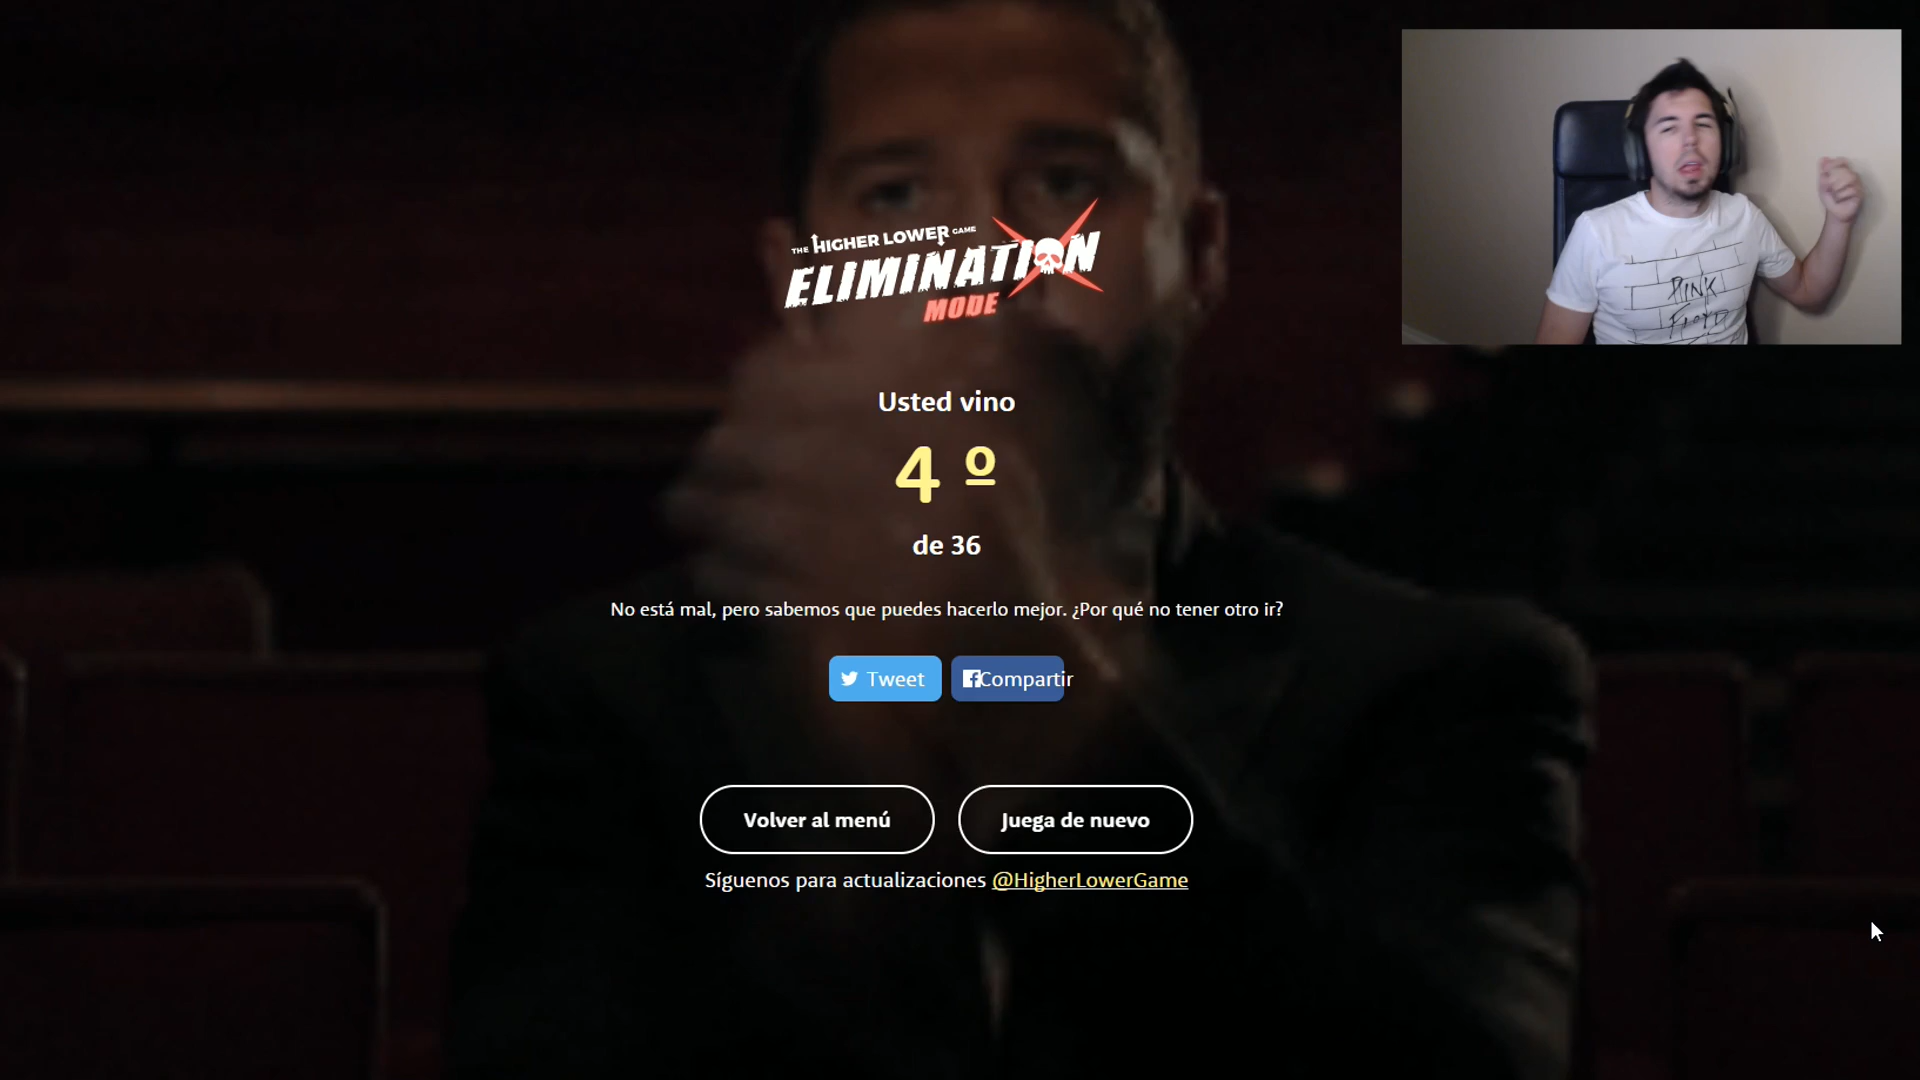 THE HIGHER LOWER GAME
ELIMINATION
MODE
PINK
FLOYD
Usted vino
4 º
de 36
No está mal, pero sabemos que puedes hacerlo mejor. ¿Por qué no tener otro ir?
Tweet
Compartir
Volver al menú
Juega de nuevo
Síguenos para actualizaciones @HigherLowerGame